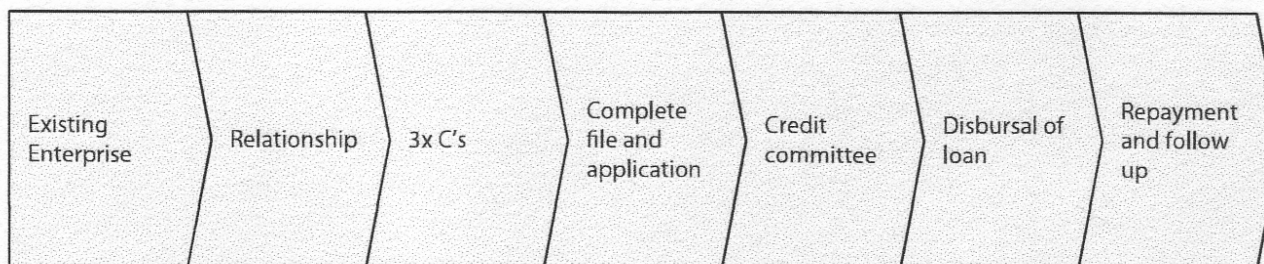 Existing
Enterprise
Relationship
3x C's
Complete
file and
application
Credit
committee
Disbursal of
loan
Repayment
and follow
up